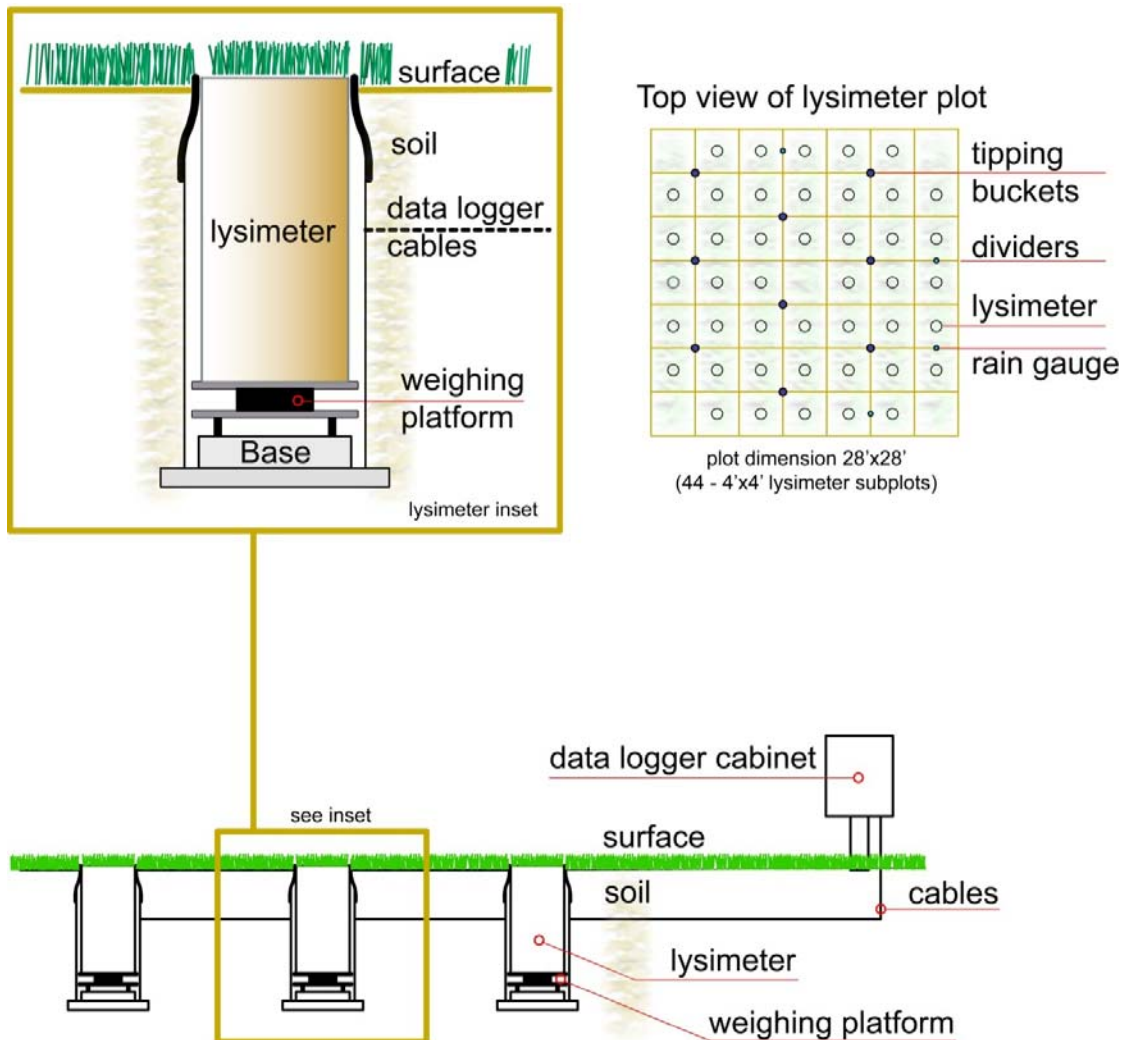 surface
soil
data logger
cables
lysimeter
weighing
platform
Base
lysimeter inset
Top view of lysimeter plot
tipping
buckets
dividers
lysimeter
rain gauge
plot dimension 28'x28'
(44 - 4'x4' lysimeter subplots)
see inset
data logger cabinet
surface
soil
cables
lysimeter
weighing platform